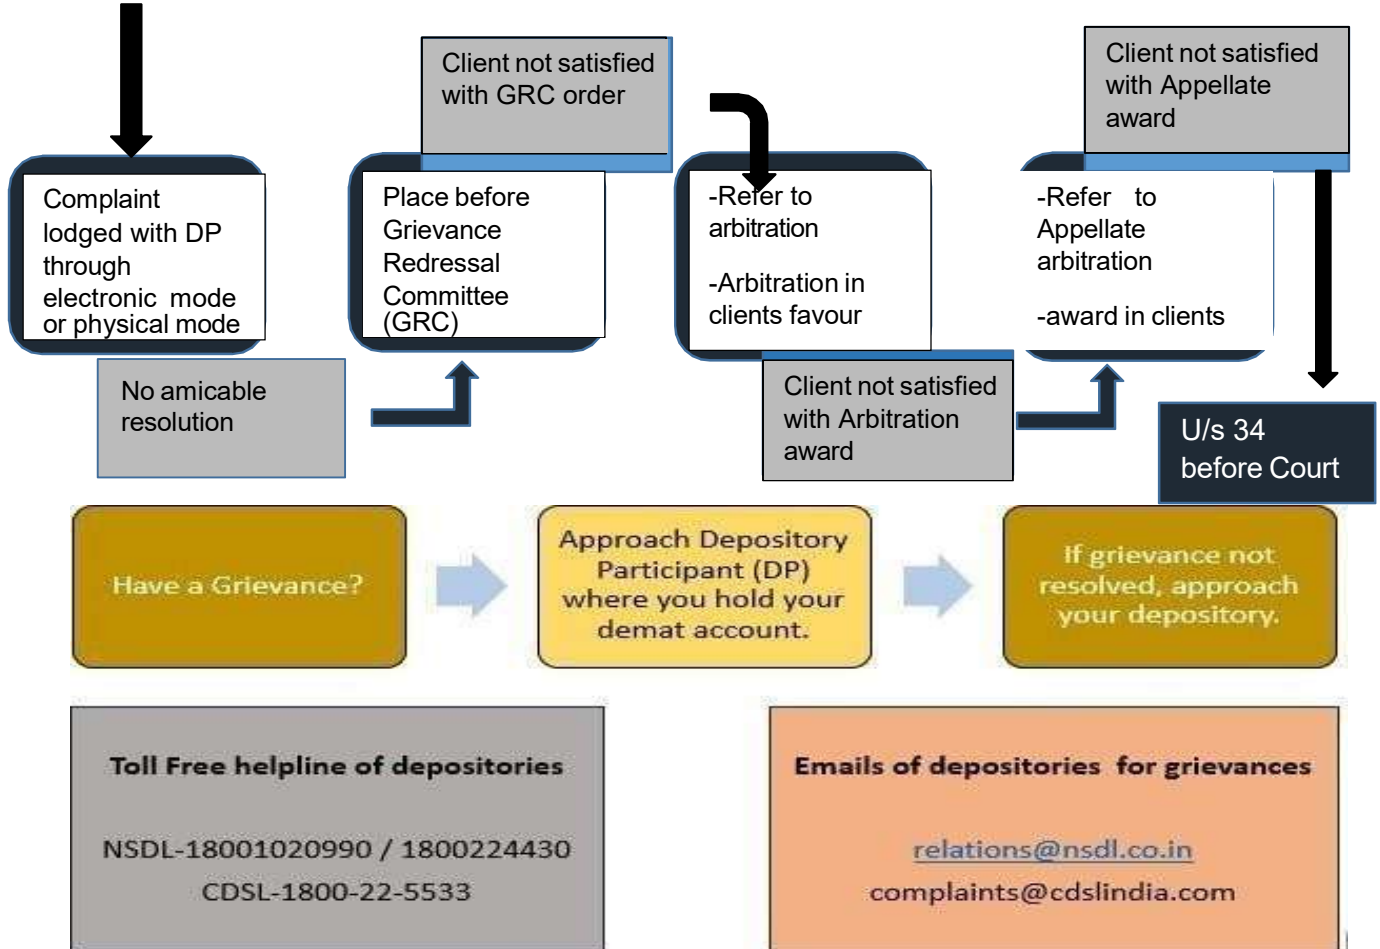 Client not satisfied
with GRC order
Client not satisfied
with Appellate
award
Complaint
lodged with DP
through
electronic mode
or physical mode
Place before
Grievance
Redressal
Committee
(GRC)
-Refer to
arbitration
-Arbitration in
clients favour
-Refer to
Appellate
arbitration
-award in clients
No amicable
resolution
Client not satisfied
with Arbitration
award
U/s 34
before Court
Have a Grievance?
Approach Depository
Participant (DP)
where you hold your
demat account.
If grievance not
resolved, approach
your depository.
Toll Free helpline of depositories
NSDL-18001020990 / 1800224430
CDSL-1800-22-5533
Emails of depositories for grievances
relations@nsdl.co.in
complaints@cdslindia.com